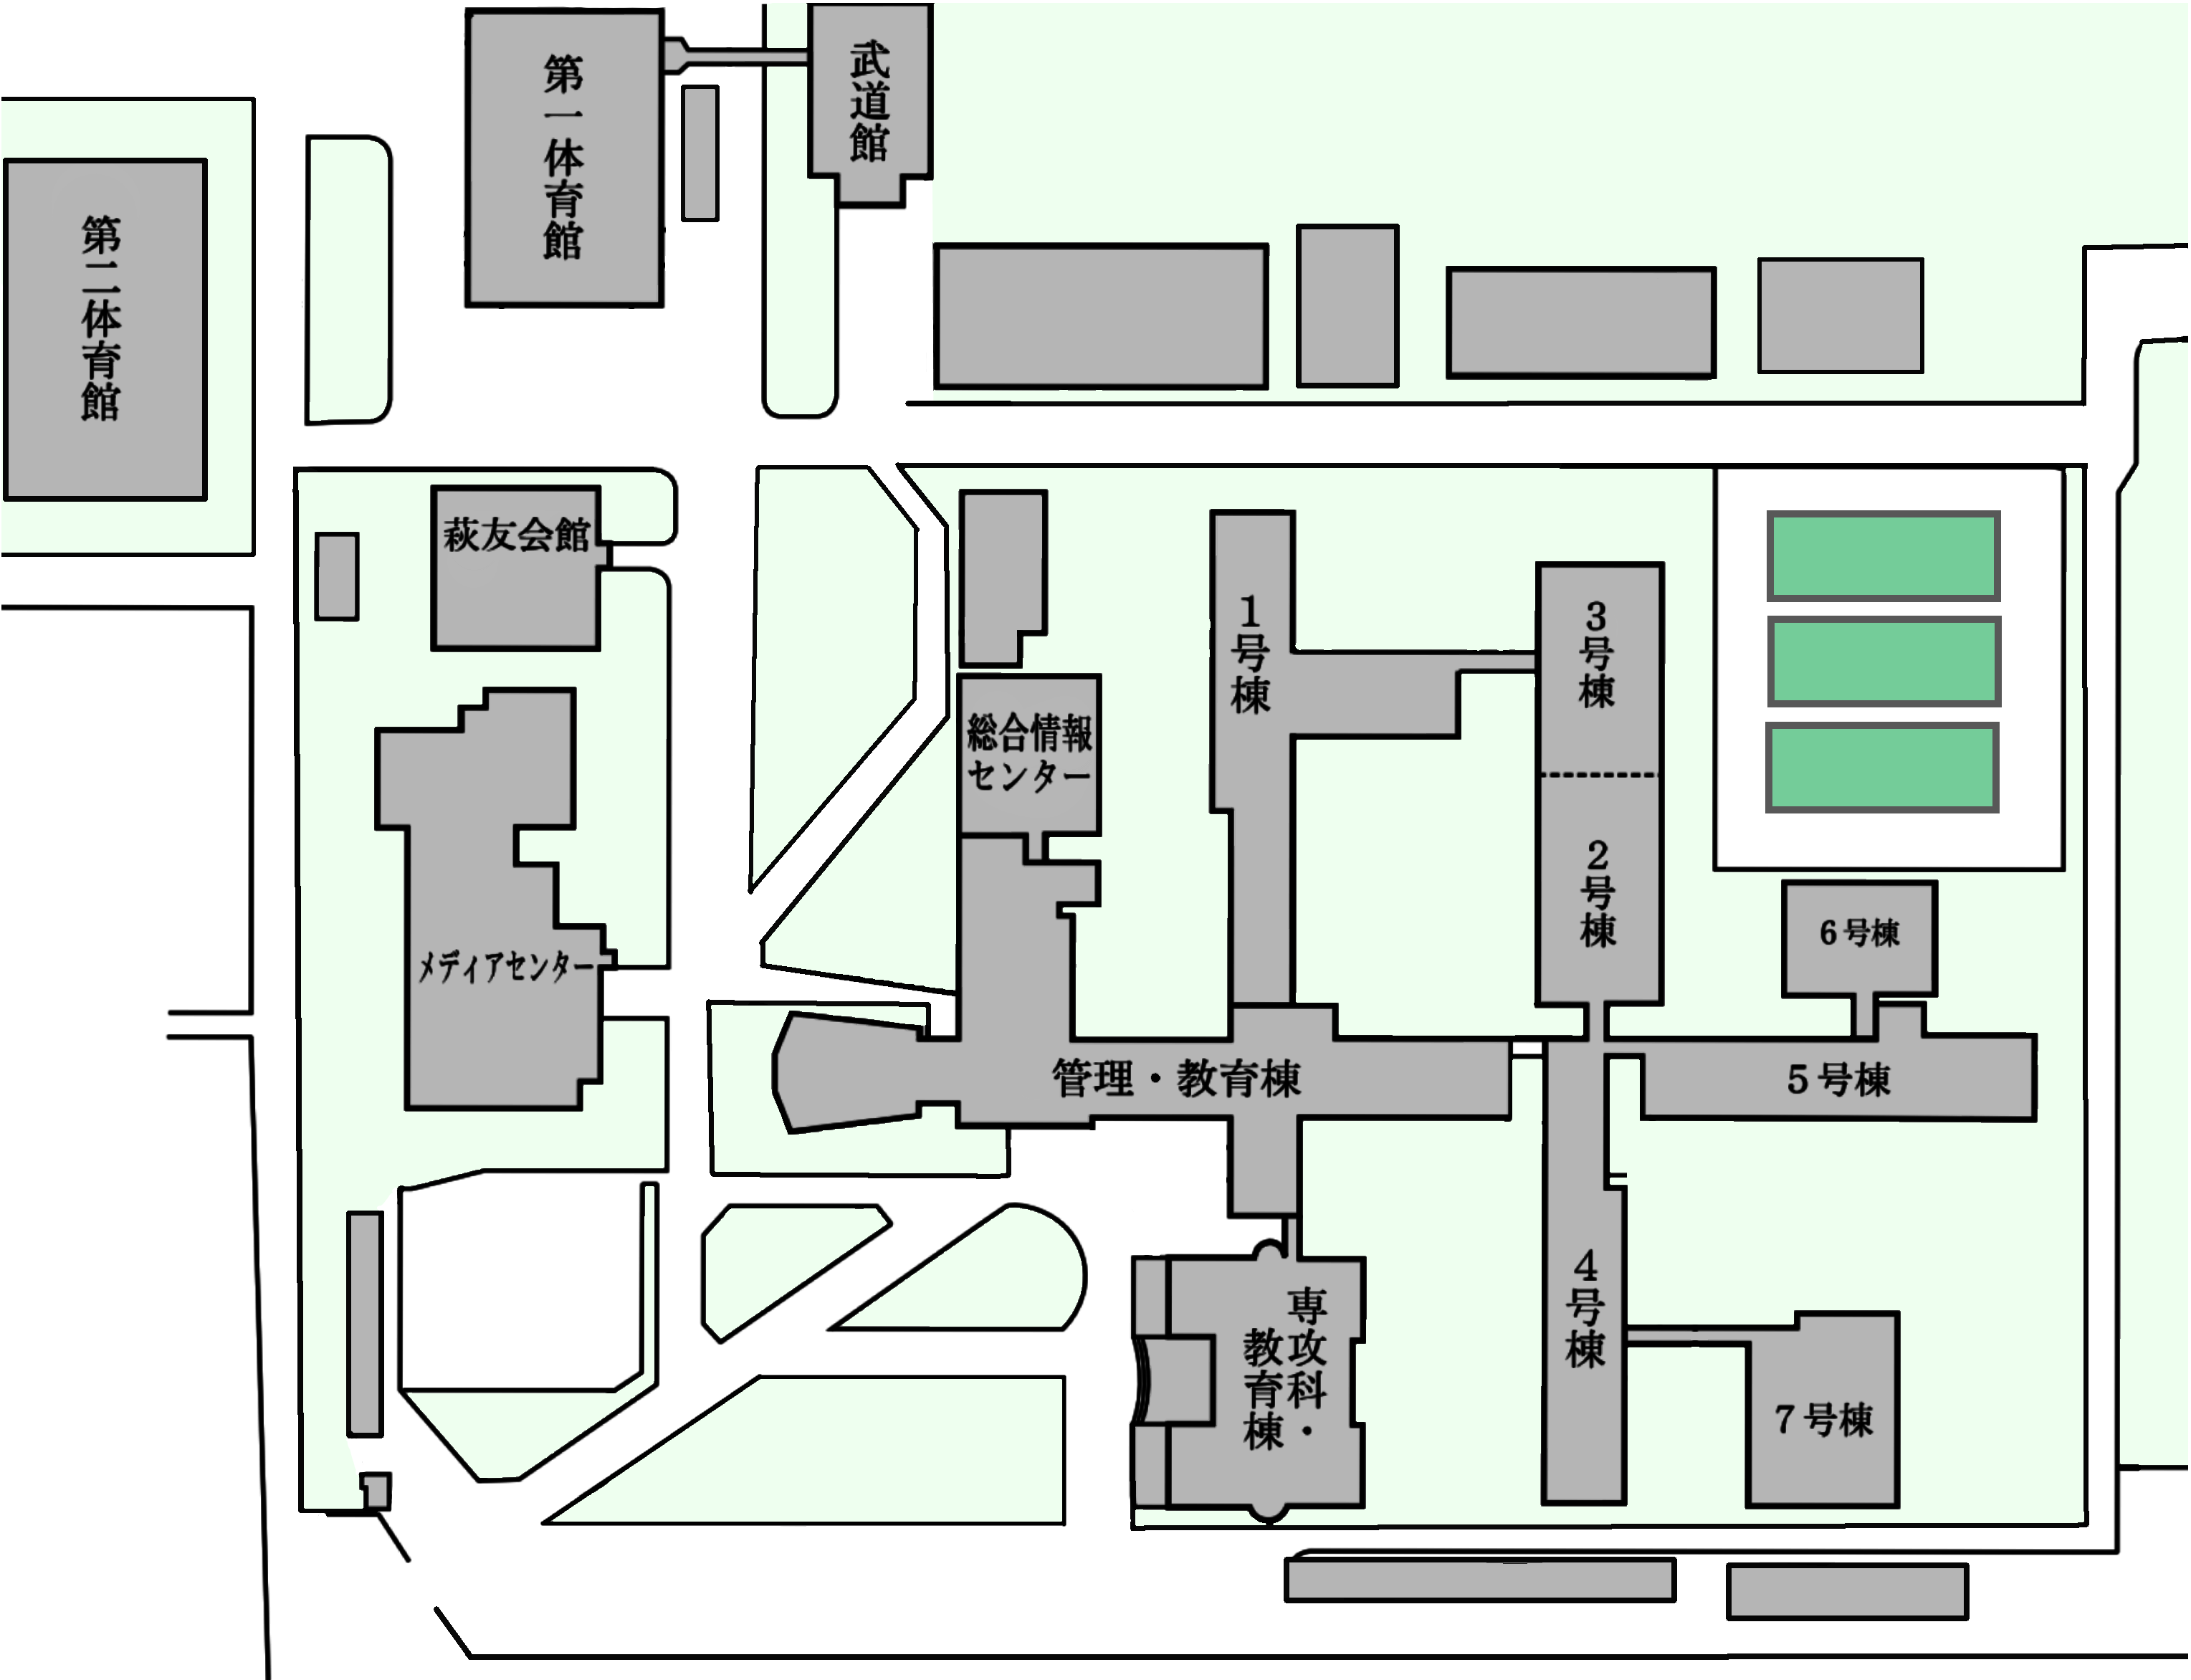 第一体育館
武道館
第二体育館
萩友会館
1号棟
3号棟
総合情報
センター
2号棟
6号棟
メディアセンター
管理・教育棟
5号棟
専攻科・
教育棟
4号棟
7号棟